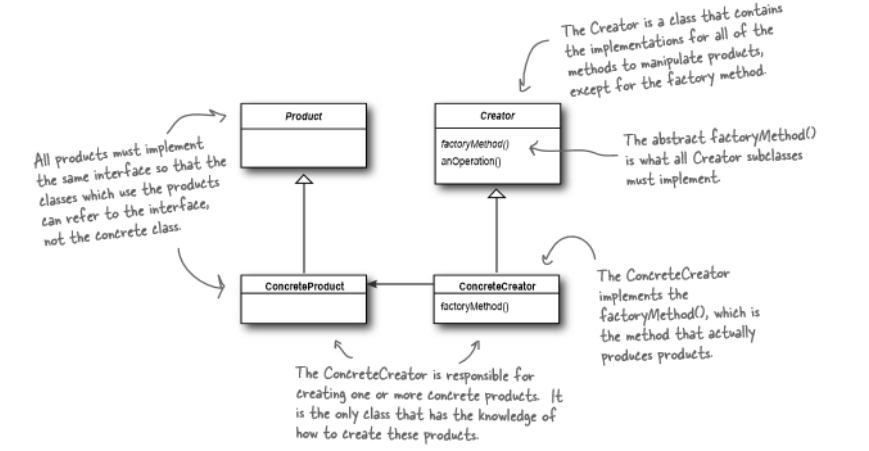 The Creator is a class that contains
the implementations for all of the
methods to manipulate products,
except for the factory method.
Product
Creator
factoryMethod()
anOperation()
All products must implement
the same interface so that the
classes which use the products
can refer to the interface,
not the concrete class.
The abstract factoryMethod()
is what all Creator subclasses
must implement.
ConcreteProduct
ConcreteCreator
factoryMethod()
The ConcreteCreator
implements the
factoryMethod(), which is
the method that actually
produces products.
The ConcreteCreator is responsible for
creating one or more concrete products. It
is the only class that has the knowledge of
how to create these products.